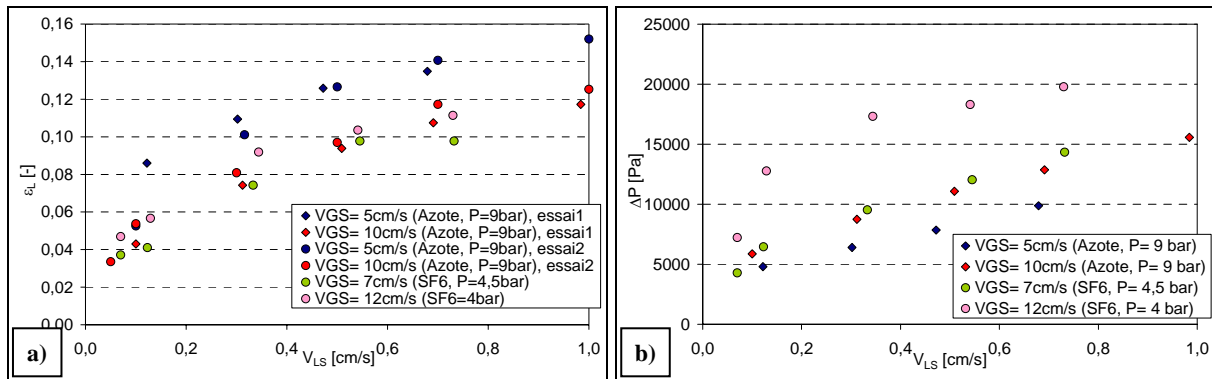 0,16
0,14
0,12
0,10
0,08
0,06
0,04
0,02
0,00
ε_L [-]
VGS= 5cm/s (Azote, P=9bar), essai1
VGS= 10cm/s (Azote, P=9bar), essai1
VGS= 5cm/s (Azote, P=9bar), essai2
VGS= 10cm/s (Azote, P=9bar), essai2
VGS= 7cm/s (SF6, P=4,5bar)
VGS= 12cm/s (SF6=4bar)
0,0 0,2 0,4 0,6 0,8 1,0
V_LS [cm/s]
a)
25000
20000
15000
10000
5000
0
ΔP [Pa]
VGS= 5cm/s (Azote, P= 9 bar)
VGS= 10cm/s (Azote, P= 9 bar)
VGS= 7cm/s (SF6, P= 4,5 bar)
VGS= 12cm/s (SF6, P= 4 bar)
0 0,2 0,4 0,6 0,8 1
V_LS [cm/s]
b)